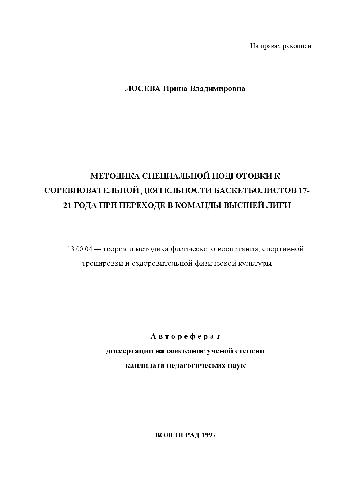 На правах рукописи
ЛОСЕВА Ирина Владимировна
МЕТОДИКА СПЕЦИАЛЬНОЙ ПОДГОТОВКИ К
СОРЕВНОВАТЕЛЬНОЙ ДЕЯТЕЛЬНОСТИ БАСКЕТБОЛИСТОВ 17-
21 ГОДА ПРИ ПЕРЕХОДЕ В КОМАНДЫ ВЫСШЕЙ ЛИГИ
13.00.04 — теория и методика физического воспитания, спортивной
тренировки и оздоровительной физической культуры
Автореферат
диссертации на соискание ученой степени
кандидата педагогических наук
ВОЛГОГРАД